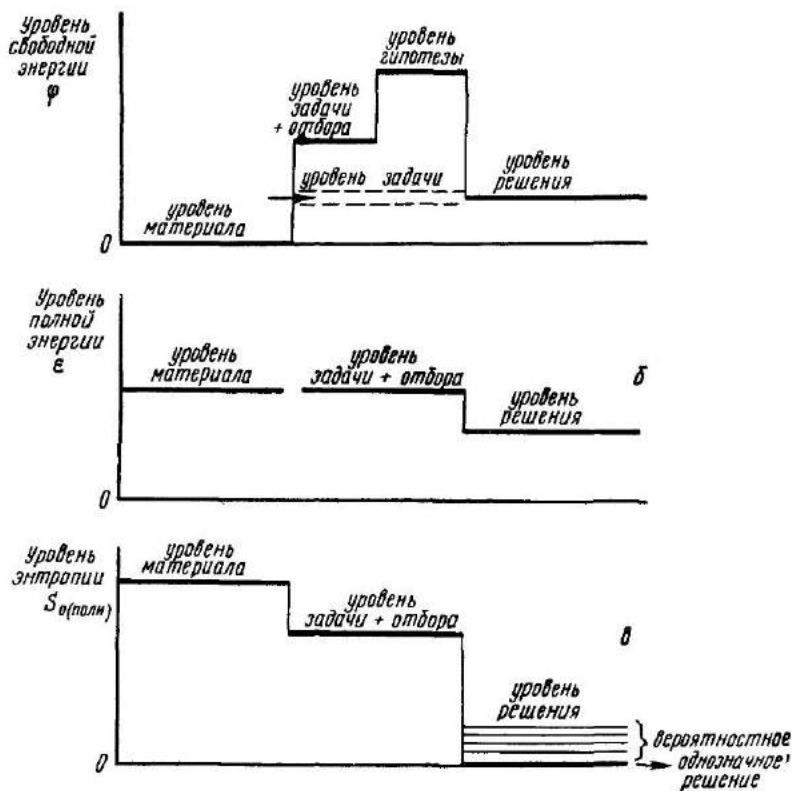 Уровень
свободной
энергии
φ
уровень
гипотезы
уровень
задачи
+ отбора
уровень задачи
уровень
решения
уровень
материала
0
Уровень
полной
энергии
ε
уровень
материала
уровень
задачи + отбора
б
уровень
решения
0
Уровень
энтропии
S₀(полн)
уровень
материала
уровень
задачи + отбора
в
уровень
решения
вероятностное
однозначное
решение
0